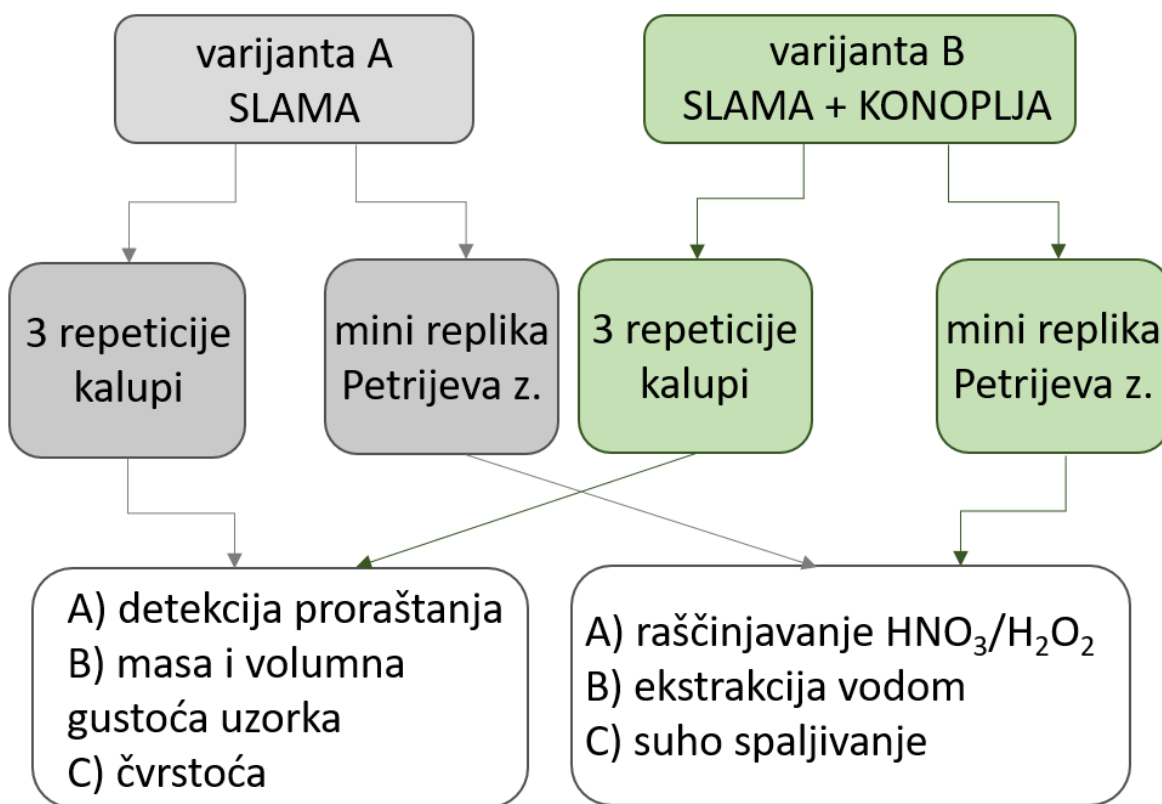 varijanta A
SLAMA
varijanta B
SLAMA + KONOPLJA
3 repeticije
kalupi
mini replika
Petrijeva z.
3 repeticije
kalupi
mini replika
Petrijeva z.
A) detekcija proraštanja
B) masa i volumna
gustoća uzorka
C) čvrstoća
A) raščinjavanje HNO₃/H₂O₂
B) ekstrakcija vodom
C) suho spaljivanje